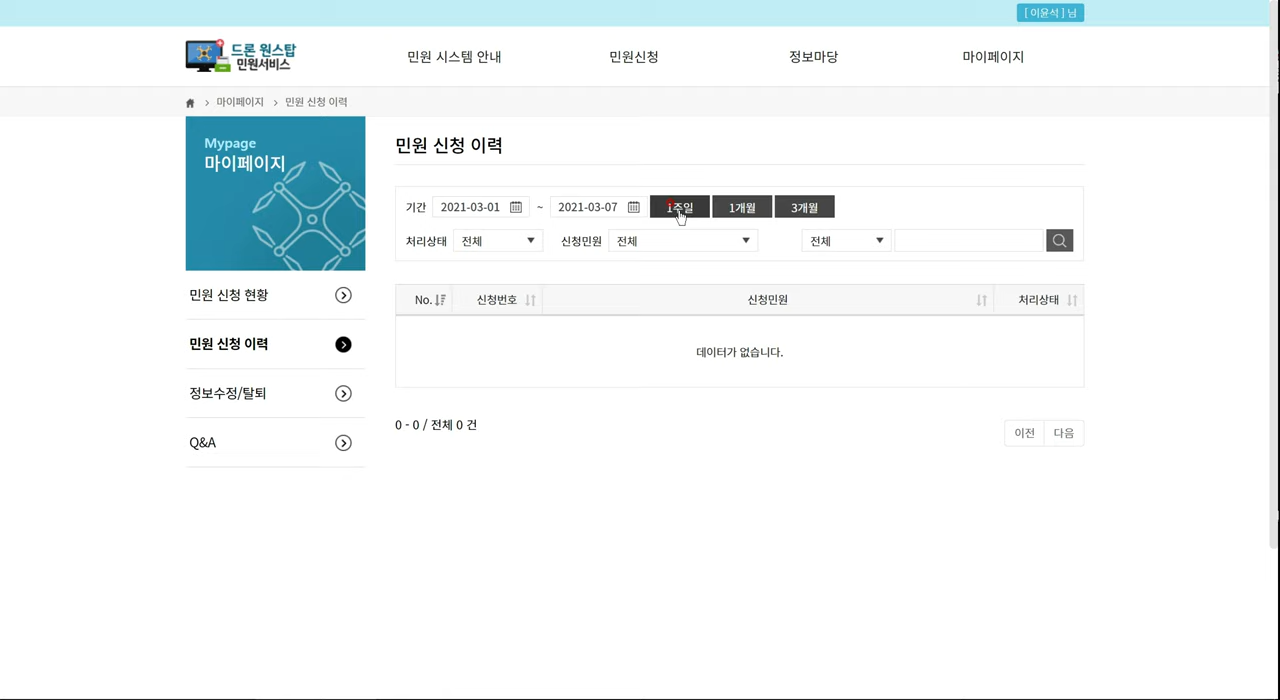 [ 이윤석 ] 님
드론 원스탑
민원서비스
민원 시스템 안내
민원신청
정보마당
마이페이지
마이페이지
민원 신청 이력
Mypage
마이페이지
민원 신청 현황
민원 신청 이력
정보수정/탈퇴
Q&A
민원 신청 이력
기간 2021-03-01 ~ 2021-03-07 1주일 1개월 3개월
처리상태 전체 신청민원 전체 전체
No. 신청번호 신청민원 처리상태
데이터가 없습니다.
0 - 0 / 전체 0 건
이전 다음